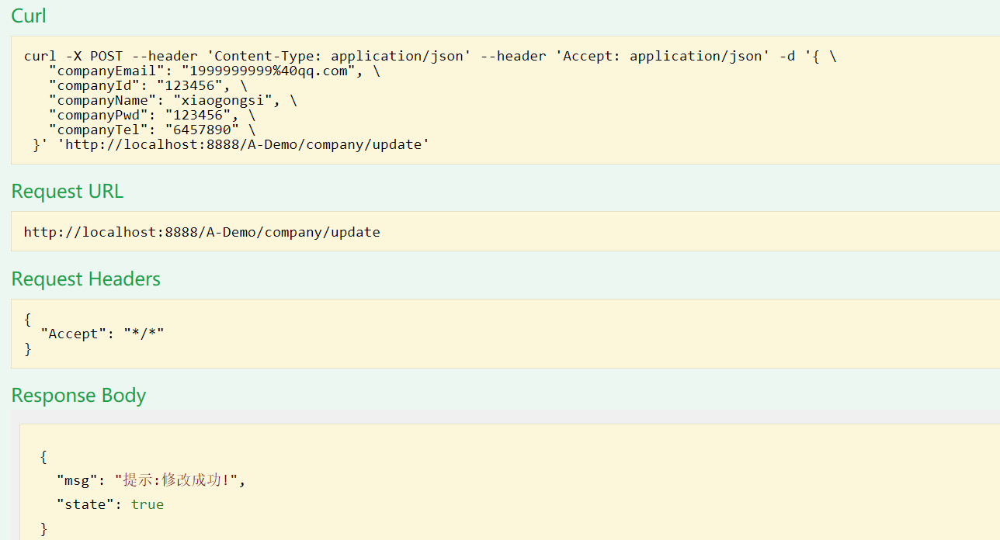 Curl
curl -X POST --header 'Content-Type: application/json' --header 'Accept: application/json' -d '{ \
   "companyEmail": "1999999999%40qq.com", \
   "companyId": "123456", \
   "companyName": "xiaogongsi", \
   "companyPwd": "123456", \
   "companyTel": "6457890" \
 }' 'http://localhost:8888/A-Demo/company/update'
Request URL
http://localhost:8888/A-Demo/company/update
Request Headers
{
  "Accept": "*/*"
}
Response Body
{
  "msg": "提示:修改成功!",
  "state": true
}